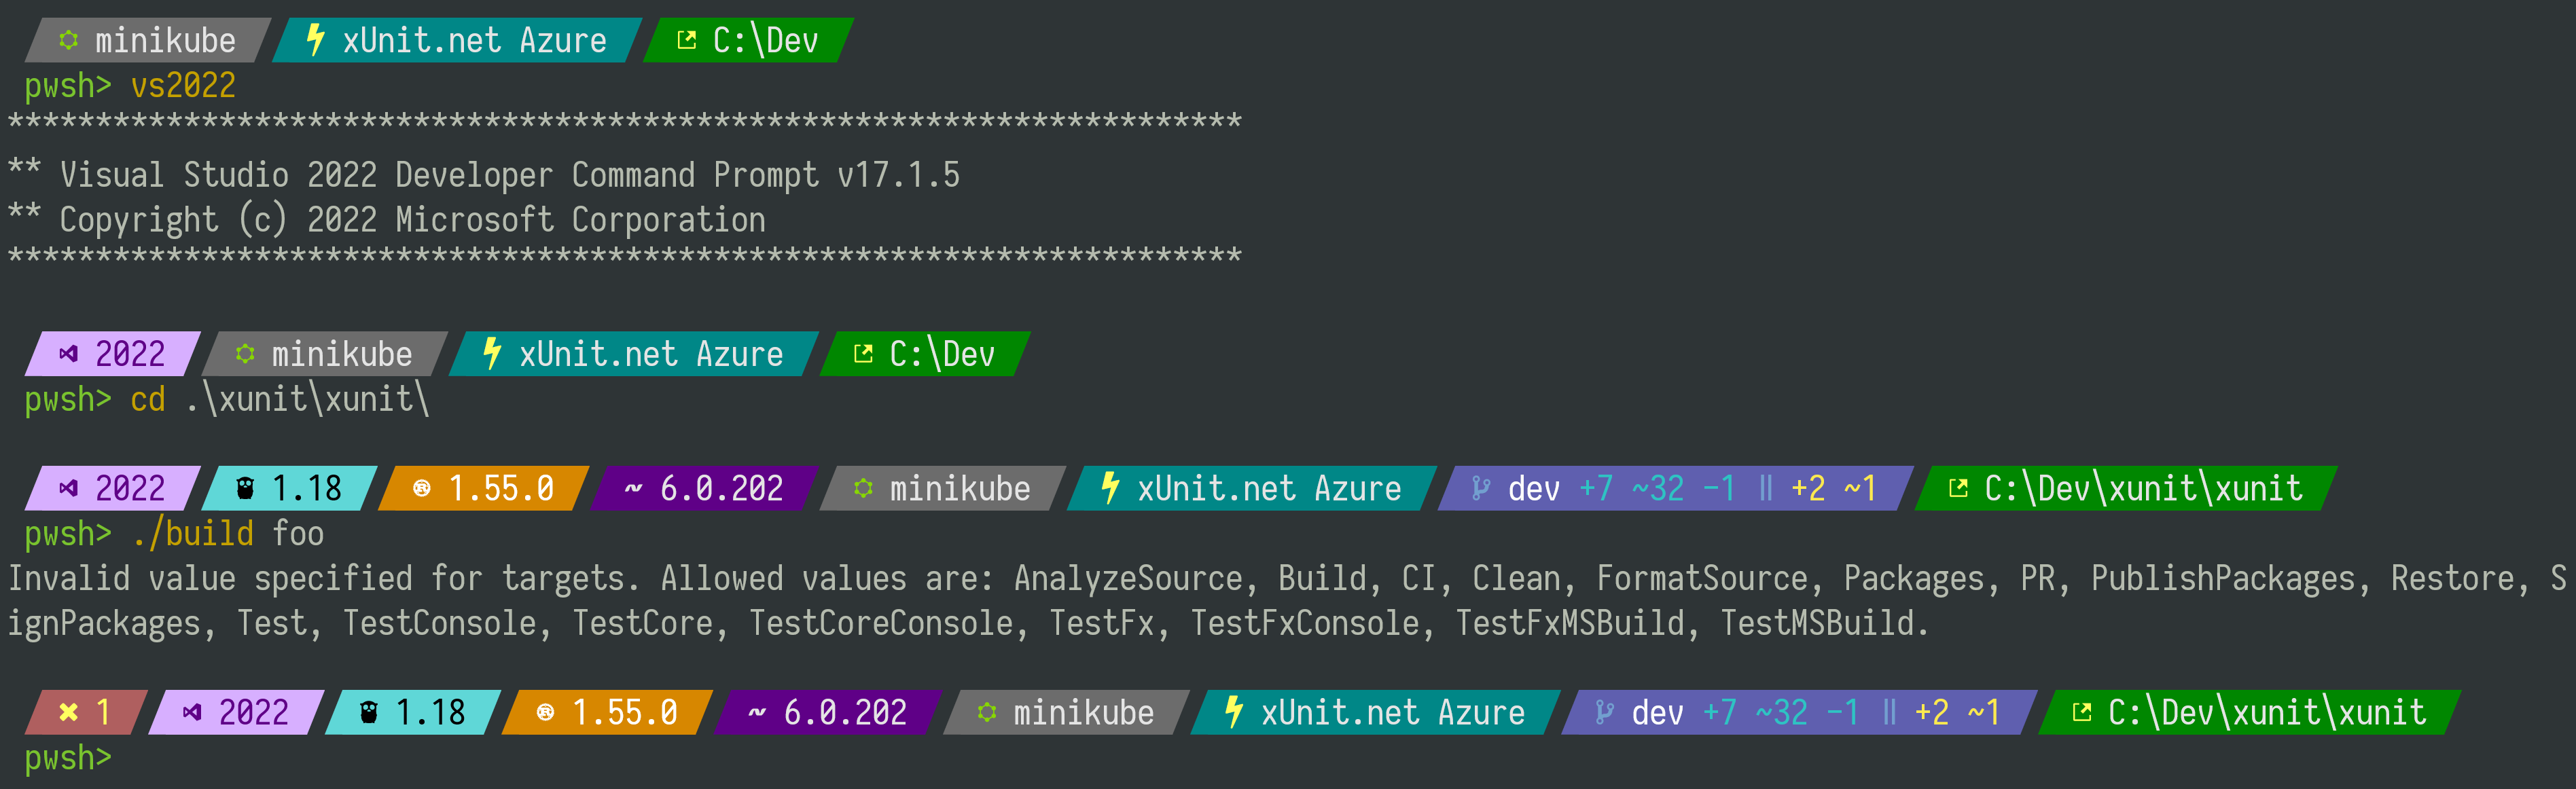 minikube xUnit.net Azure C:\Dev
pwsh> vs2022
**********************************************************************
** Visual Studio 2022 Developer Command Prompt v17.1.5
** Copyright (c) 2022 Microsoft Corporation
**********************************************************************
2022 minikube xUnit.net Azure C:\Dev
pwsh> cd .\xunit\xunit\
2022 1.18 1.55.0 6.0.202 minikube xUnit.net Azure dev +7 ~32 -1 || +2 ~1 C:\Dev\xunit\xunit
pwsh> ./build foo
Invalid value specified for targets. Allowed values are: AnalyzeSource, Build, CI, Clean, FormatSource, Packages, PR, PublishPackages, Restore, S
ignPackages, Test, TestConsole, TestCore, TestCoreConsole, TestFx, TestFxConsole, TestFxMSBuild, TestMSBuild.
✖ 1 2022 1.18 1.55.0 6.0.202 minikube xUnit.net Azure dev +7 ~32 -1 || +2 ~1 C:\Dev\xunit\xunit
pwsh>